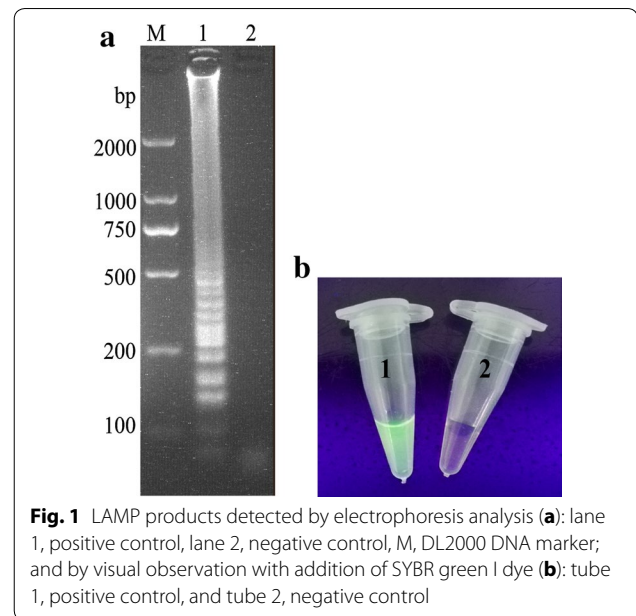 a
M 1 2
bp
2000
1000
750
500
200
100
b
1 2
Fig. 1 LAMP products detected by electrophoresis analysis (a): lane
1, positive control, lane 2, negative control, M, DL2000 DNA marker;
and by visual observation with addition of SYBR green I dye (b): tube
1, positive control, and tube 2, negative control